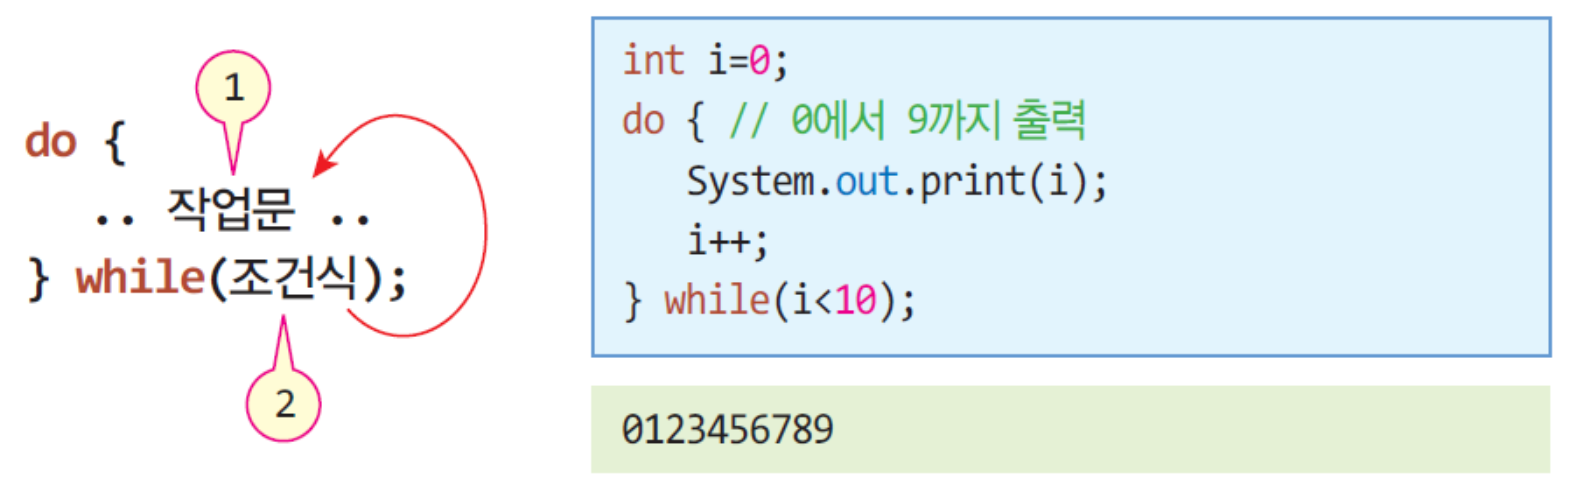 1
do {
.. 작업문 ..
} while(조건식);
2
int i=0;
do { // 0에서 9까지 출력
System.out.print(i);
i++;
} while(i<10);
0123456789